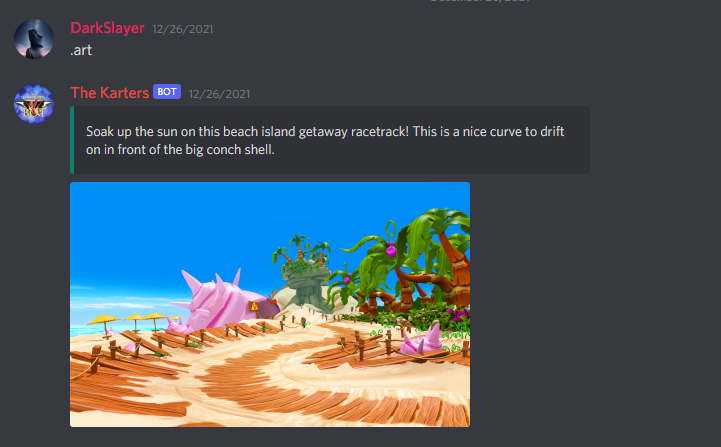 DarkSlayer 12/26/2021
.art
The Karters BOT 12/26/2021
Soak up the sun on this beach island getaway racetrack! This is a nice curve to drift
on in front of the big conch shell.